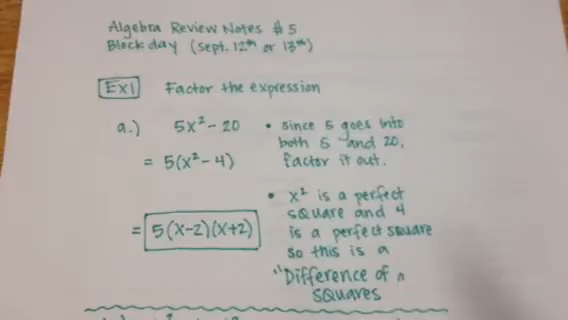 Algebra Review Notes #5
Block day (Sept. 12th or 13th)
Ex1 Factor the expression
a.) 5x² - 20
= 5(x² - 4)
= 5(x-2)(x+2)
• since 5 goes into
both 5 and 20,
factor it out.
• x² is a perfect
square and 4
is a perfect square
so this is a
"Difference of
squares